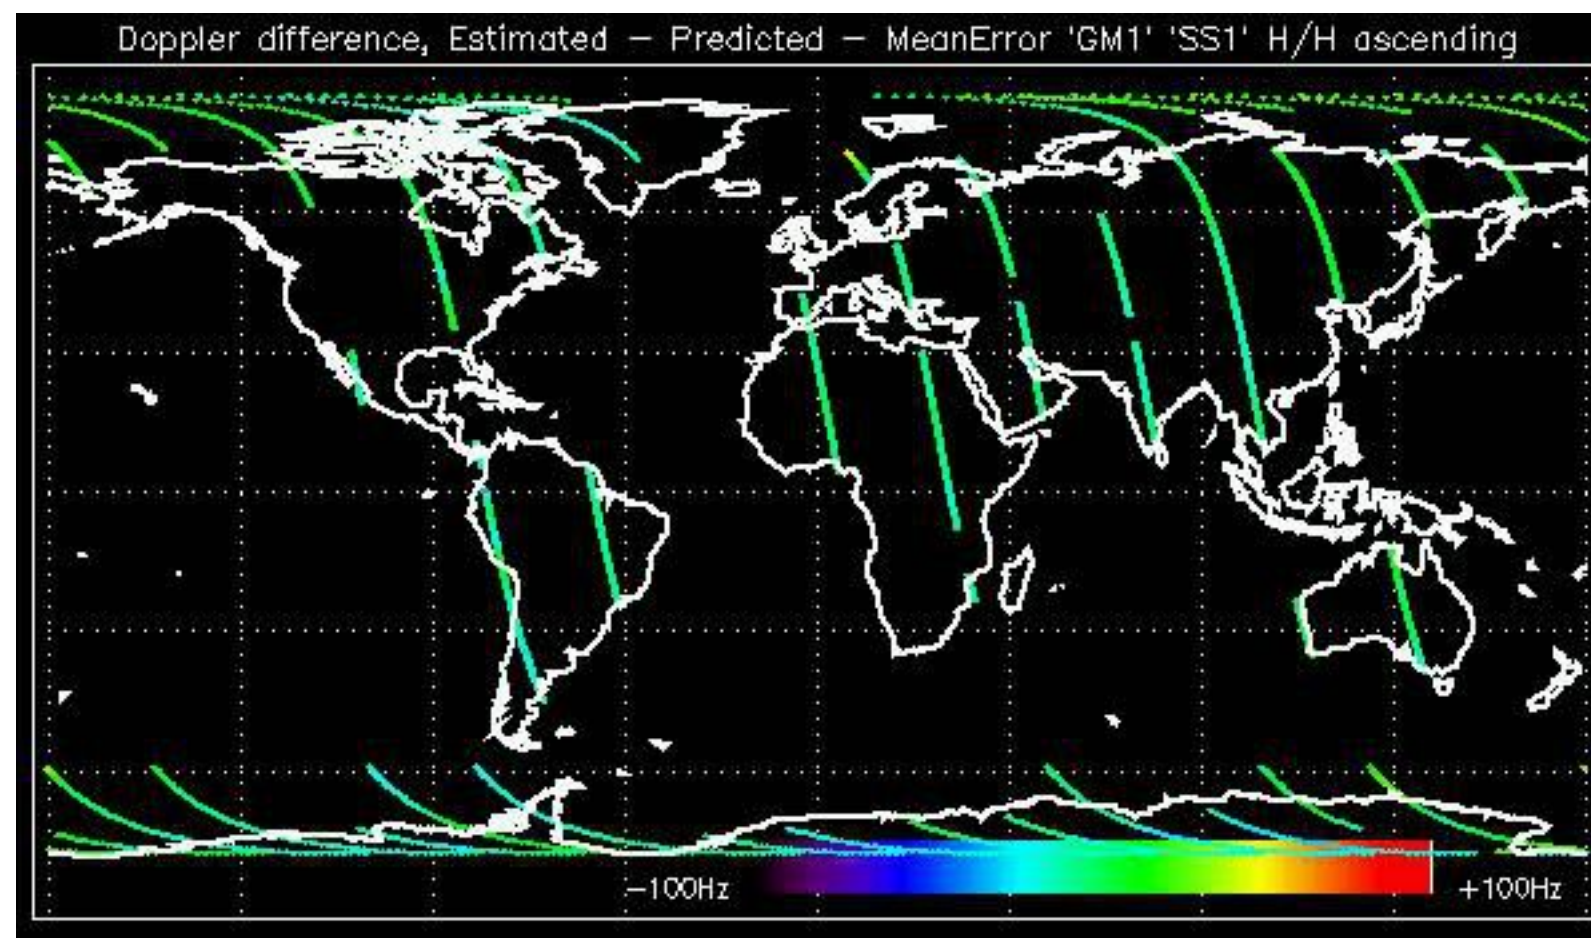 Doppler difference, Estimated – Predicted – MeanError 'GM1' 'SS1' H/H ascending
–100Hz
+100Hz